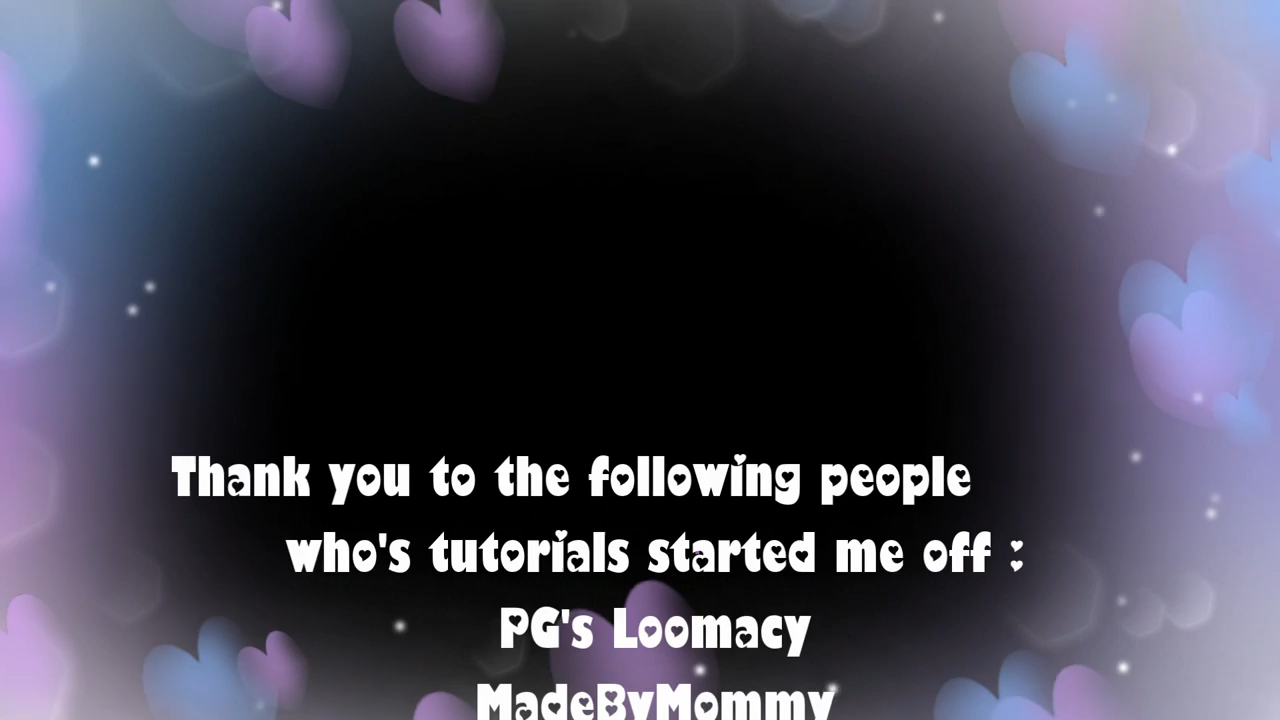 Thank you to the following people
who's tutorials started me off :
PG's Loomacy
MadeByMommy